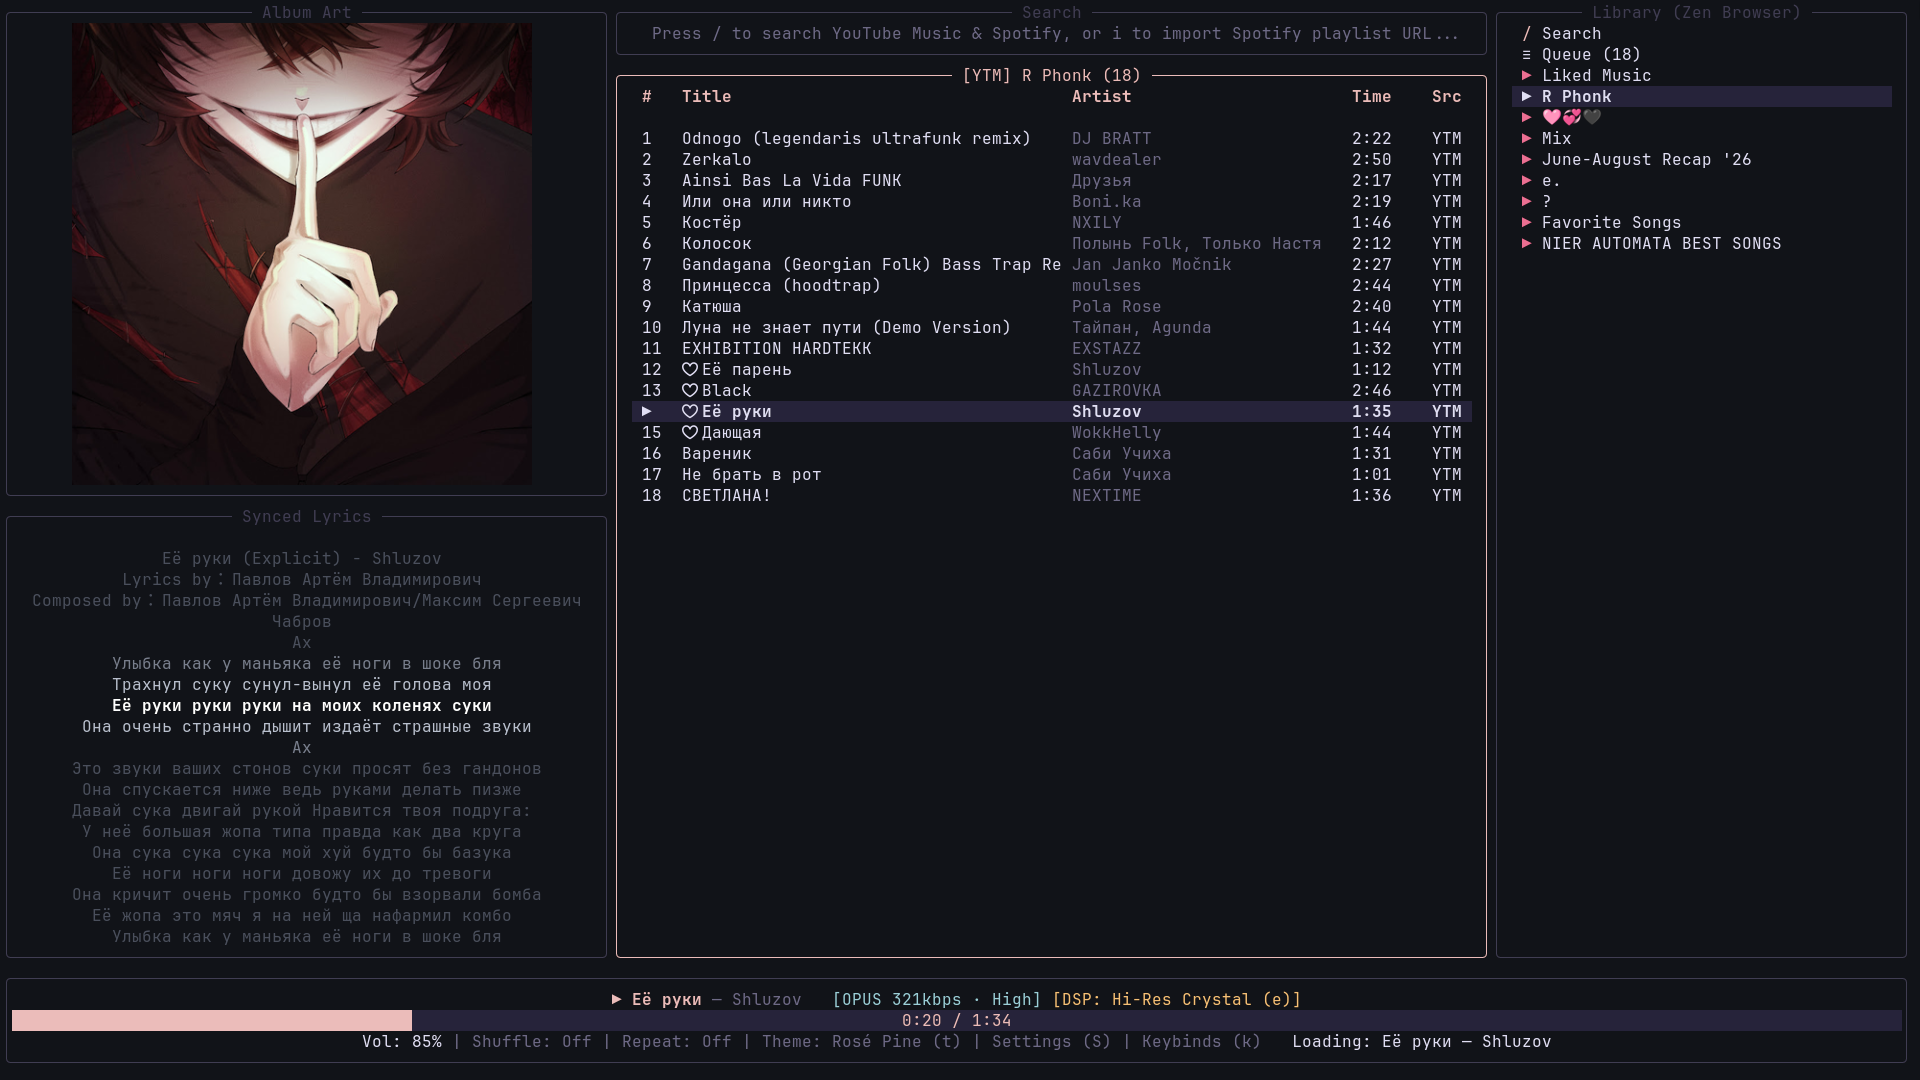 Album Art
Search
Press / to search YouTube Music & Spotify, or i to import Spotify playlist URL...
[YTM] R Phonk (18)
# Title Artist Time Src
1 Odnogo (legendaris ultrafunk remix) DJ BRATT 2:22 YTM
2 Zerkalo wavdealer 2:50 YTM
3 Ainsi Bas La Vida FUNK Друзья 2:17 YTM
4 Или она или никто Boni.ka 2:19 YTM
5 Костёр NXILY 1:46 YTM
6 Колосок Полынь Folk, Только Настя 2:12 YTM
7 Gandagana (Georgian Folk) Bass Trap Re Jan Janko Močnik 2:27 YTM
8 Принцесса (hoodtrap) moulses 2:44 YTM
9 Катюша Pola Rose 2:40 YTM
10 Луна не знает пути (Demo Version) Тайпан, Agunda 1:44 YTM
11 EXHIBITION HARDTEKK EXSTAZZ 1:32 YTM
12 ♡ Её парень Shluzov 1:12 YTM
13 ♡ Black GAZIROVKA 2:46 YTM
▶ ♡ Её руки Shluzov 1:35 YTM
15 ♡ Дающая WokkHelly 1:44 YTM
16 Вареник Саби Учиха 1:31 YTM
17 Не брать в рот Саби Учиха 1:01 YTM
18 СВЕТЛАНА! NEXTIME 1:36 YTM
Library (Zen Browser)
/ Search
≡ Queue (18)
▶ Liked Music
▶ R Phonk
▶ 🩷💞🖤
▶ Mix
▶ June-August Recap '26
▶ e.
▶ ?
▶ Favorite Songs
▶ NIER AUTOMATA BEST SONGS
Synced Lyrics
Её руки (Explicit) - Shluzov
Lyrics by：Павлов Артём Владимирович
Composed by：Павлов Артём Владимирович/Максим Сергеевич
Чабров
Ах
Улыбка как у маньяка её ноги в шоке бля
Трахнул суку сунул-вынул её голова моя
Её руки руки руки на моих коленях суки
Она очень странно дышит издаёт страшные звуки
Ах
Это звуки ваших стонов суки просят без гандонов
Она спускается ниже ведь руками делать пизже
Давай сука двигай рукой Нравится твоя подруга:
У неё большая жопа типа правда как два круга
Она сука сука сука мой хуй будто бы базука
Её ноги ноги ноги довожу их до тревоги
Она кричит очень громко будто бы взорвали бомба
Её жопа это мяч я на ней ща нафармил комбо
Улыбка как у маньяка её ноги в шоке бля
▶ Её руки — Shluzov [OPUS 321kbps · High] [DSP: Hi-Res Crystal (e)]
0:20 / 1:34
Vol: 85% | Shuffle: Off | Repeat: Off | Theme: Rosé Pine (t) | Settings (S) | Keybinds (k) Loading: Её руки — Shluzov